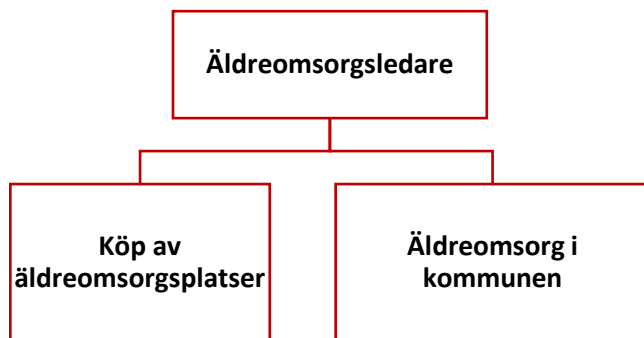 Äldreomsorgsledare
Köp av
äldreomsorgsplatser
Äldreomsorg i
kommunen